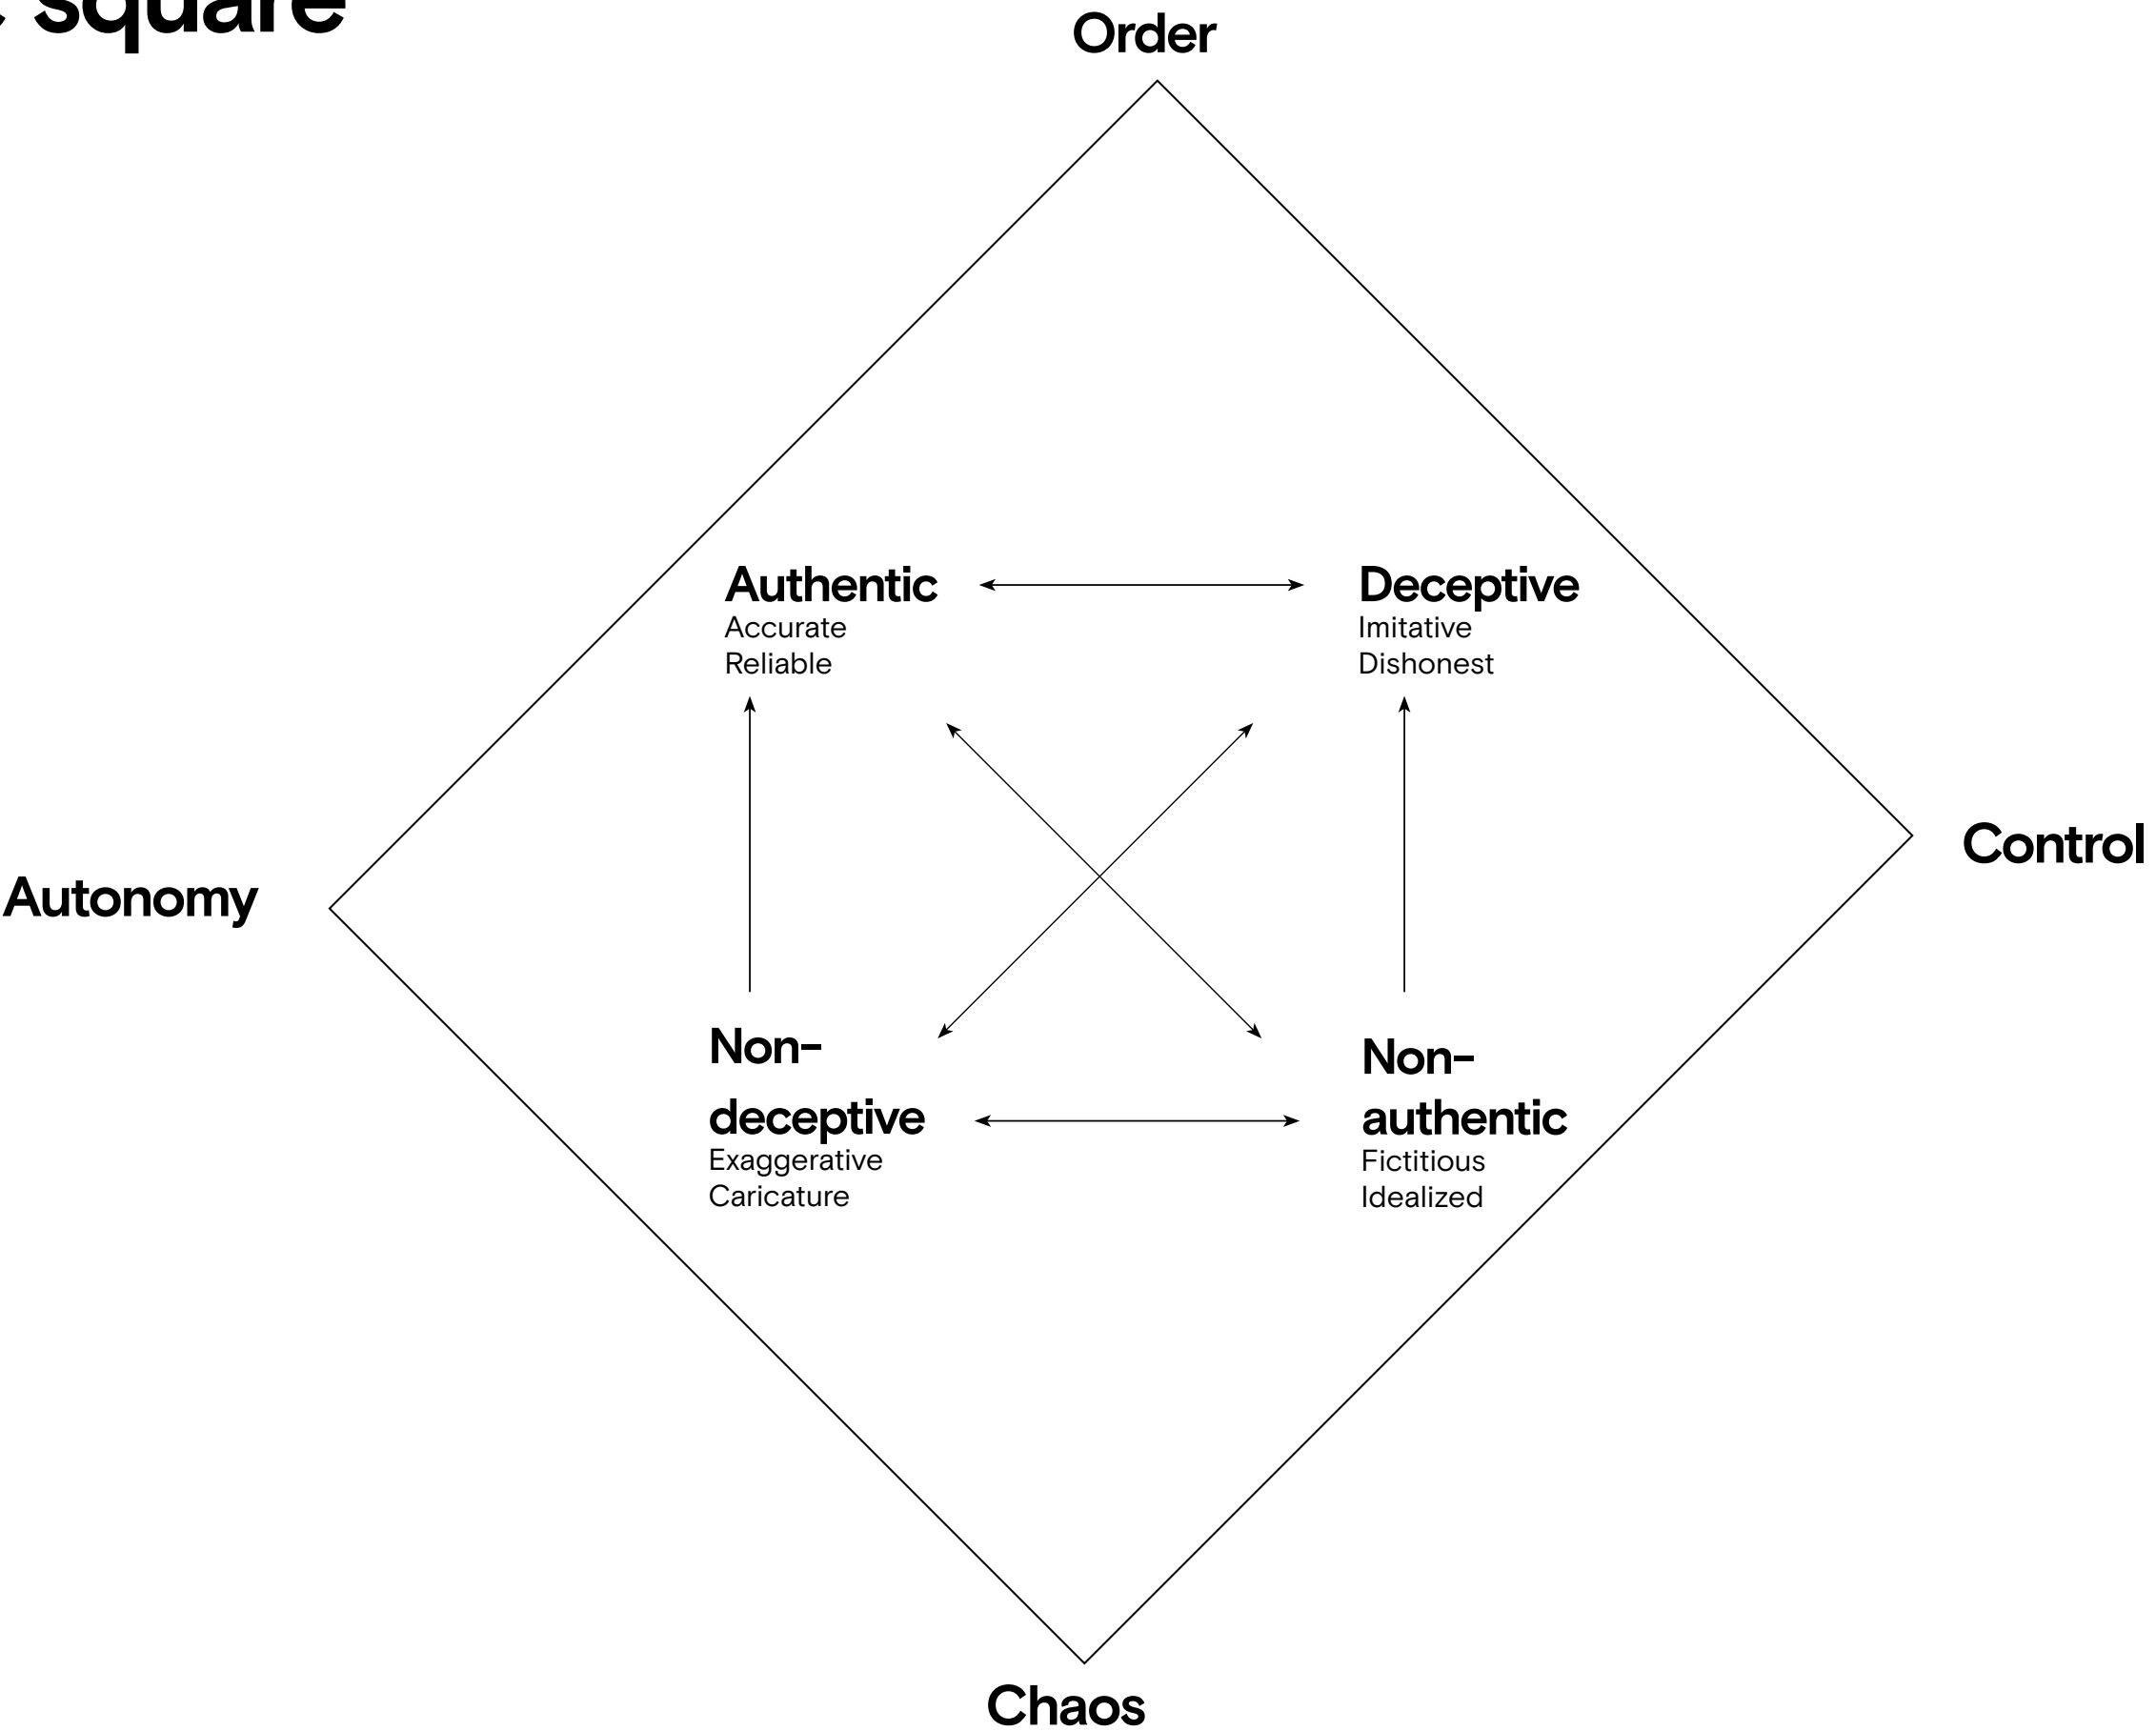 square
Order
Authentic
Accurate
Reliable
Deceptive
Imitative
Dishonest
Control
Autonomy
Non-
deceptive
Exaggerative
Caricature
Non-
authentic
Fictitious
Idealized
Chaos